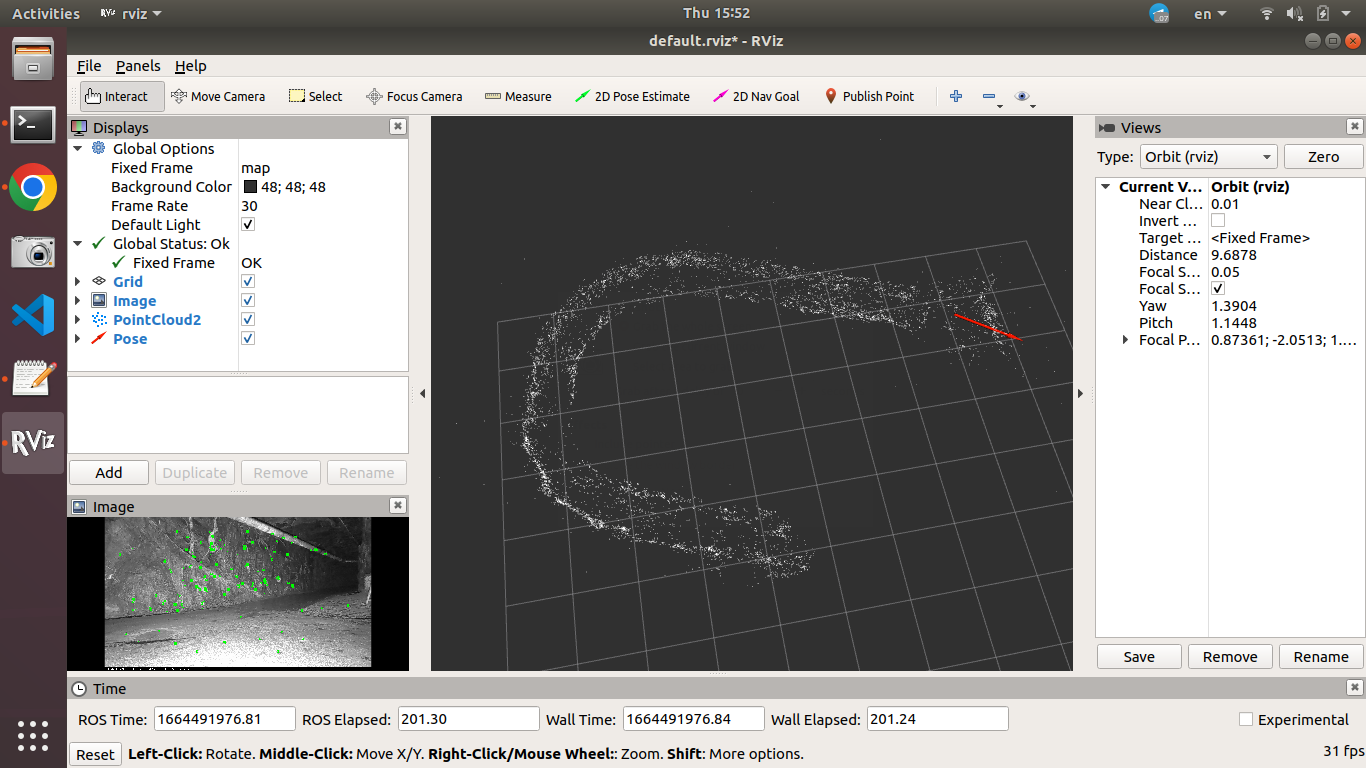 Activities rviz Thu 15:52 07 en
default.rviz* - RViz
File Panels Help
Interact Move Camera Select Focus Camera Measure 2D Pose Estimate 2D Nav Goal Publish Point
Displays
Global Options
Fixed Frame map
Background Color 48; 48; 48
Frame Rate 30
Default Light
Global Status: Ok
Fixed Frame OK
Grid
Image
PointCloud2
Pose
Add Duplicate Remove Rename
Image
RViz
Views
Type: Orbit (rviz) Zero
Current V... Orbit (rviz)
Near Cl... 0.01
Invert ...
Target ... <Fixed Frame>
Distance 9.6878
Focal S... 0.05
Focal S...
Yaw 1.3904
Pitch 1.1448
Focal P... 0.87361; -2.0513; 1....
Save Remove Rename
Time
ROS Time: 1664491976.81 ROS Elapsed: 201.30 Wall Time: 1664491976.84 Wall Elapsed: 201.24 Experimental
Reset Left-Click: Rotate. Middle-Click: Move X/Y. Right-Click/Mouse Wheel:: Zoom. Shift: More options. 31 fps